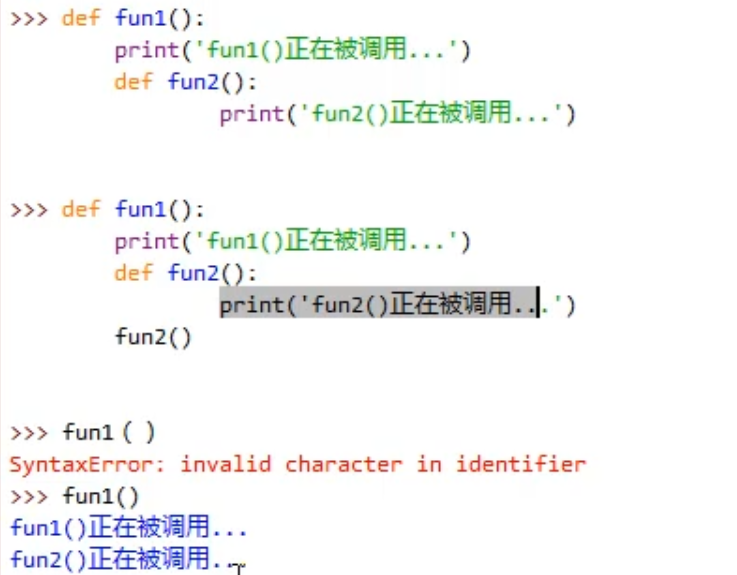 >>> def fun1():
        print('fun1()正在被调用...')
        def fun2():
                print('fun2()正在被调用...')
>>> def fun1():
        print('fun1()正在被调用...')
        def fun2():
                print('fun2()正在被调用...')
        fun2()
>>> fun1（）
SyntaxError: invalid character in identifier
>>> fun1()
fun1()正在被调用...
fun2()正在被调用...